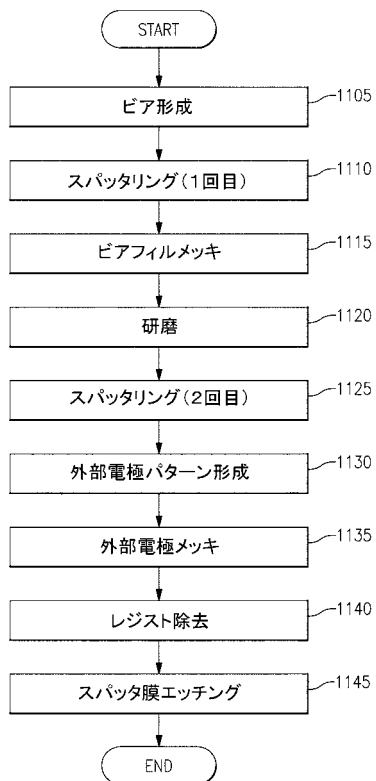 START
ビア形成
1105
スパッタリング(1回目)
1110
ビアフィルメッキ
1115
研磨
1120
スパッタリング(2回目)
1125
外部電極パターン形成
1130
外部電極メッキ
1135
レジスト除去
1140
スパッタ膜エッチング
1145
END